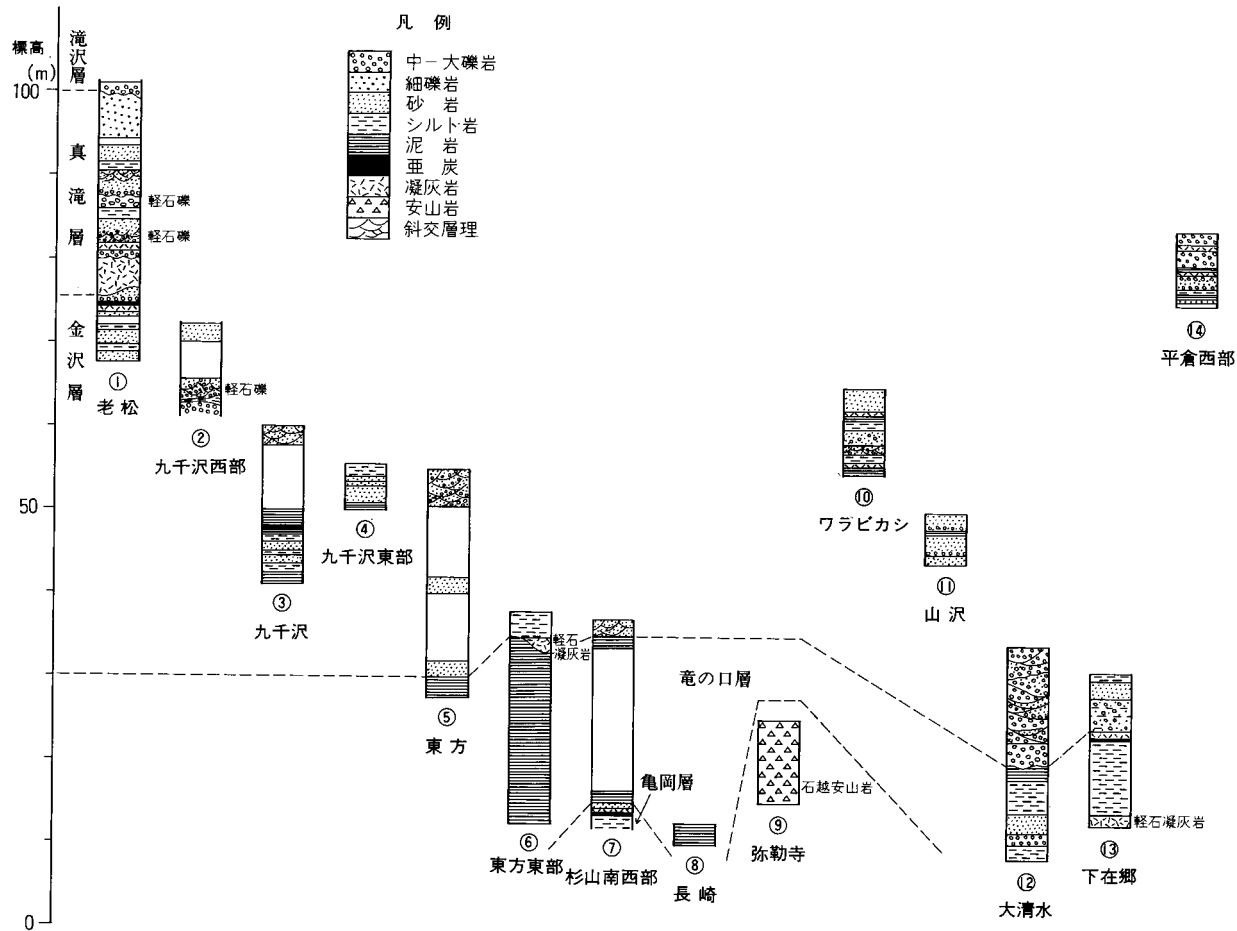 凡 例
中－大礫岩
細礫岩
砂 岩
シルト岩
泥 岩
亜 炭
凝灰岩
安山岩
斜交層理
標高
(m)
100
50
0
滝沢層
真滝層
金沢層
軽石礫
軽石礫
①
老松
軽石礫
②
九千沢西部
③
九千沢
④
九千沢東部
⑤
東方
軽石
凝灰岩
⑥
東方東部
亀岡層
⑦
杉山南西部
⑧
長崎
竜の口層
石越安山岩
⑨
弥勒寺
⑩
ワラビカシ
⑪
山沢
⑫
大清水
軽石凝灰岩
⑬
下在郷
⑭
平倉西部